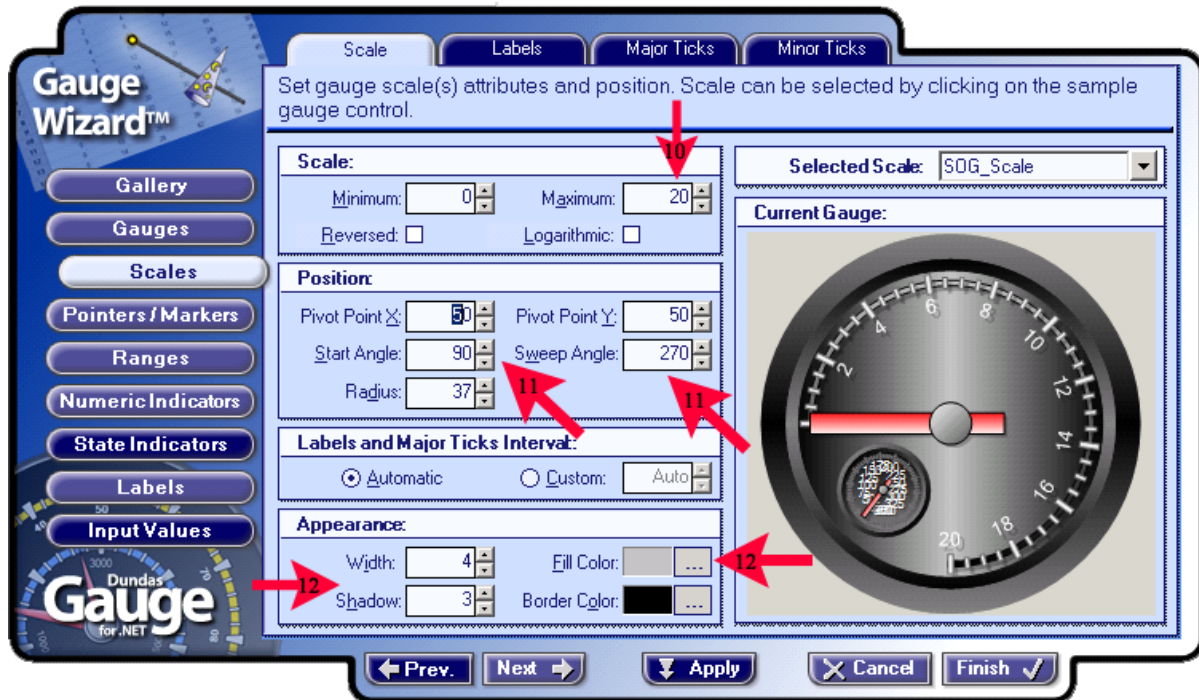 Gauge
Wizard™
Scale
Labels
Major Ticks
Minor Ticks
Set gauge scale(s) attributes and position. Scale can be selected by clicking on the sample
gauge control.
10
Gallery
Gauges
Scales
Pointers / Markers
Ranges
Numeric Indicators
State Indicators
Labels
Input Values
Scale:
Minimum: 0
Maximum: 20
Reversed:
Logarithmic:
Position:
Pivot Point X: 50
Pivot Point Y: 50
Start Angle: 90
Sweep Angle: 270
Radius: 37
11
11
Labels and Major Ticks Interval:
Automatic
Custom: Auto
Appearance:
Width: 4
Fill Color: ...
12
12
Shadow: 3
Border Color: ...
Selected Scale: SOG_Scale
Current Gauge:
2
4
6
8
10
12
14
16
18
20
40
50
3000
70
80
Dundas
Gauge
for .NET
Prev.
Next
Apply
Cancel
Finish